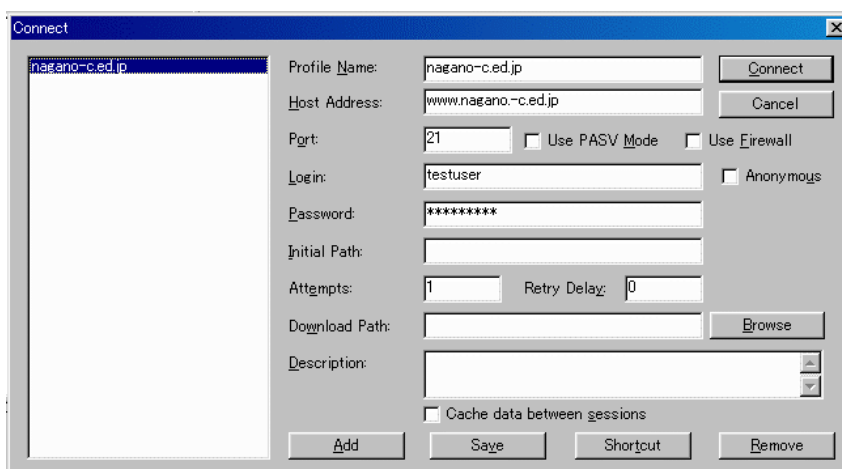 Connect
nagano-c.ed.jp
Profile Name: nagano-c.ed.jp Connect
Host Address: www.nagano.-c.ed.jp Cancel
Port: 21 Use PASV Mode Use Firewall
Login: testuser Anonymous
Password: *********
Initial Path:
Attempts: 1 Retry Delay: 0
Download Path: Browse
Description:
Cache data between sessions
Add Save Shortcut Remove